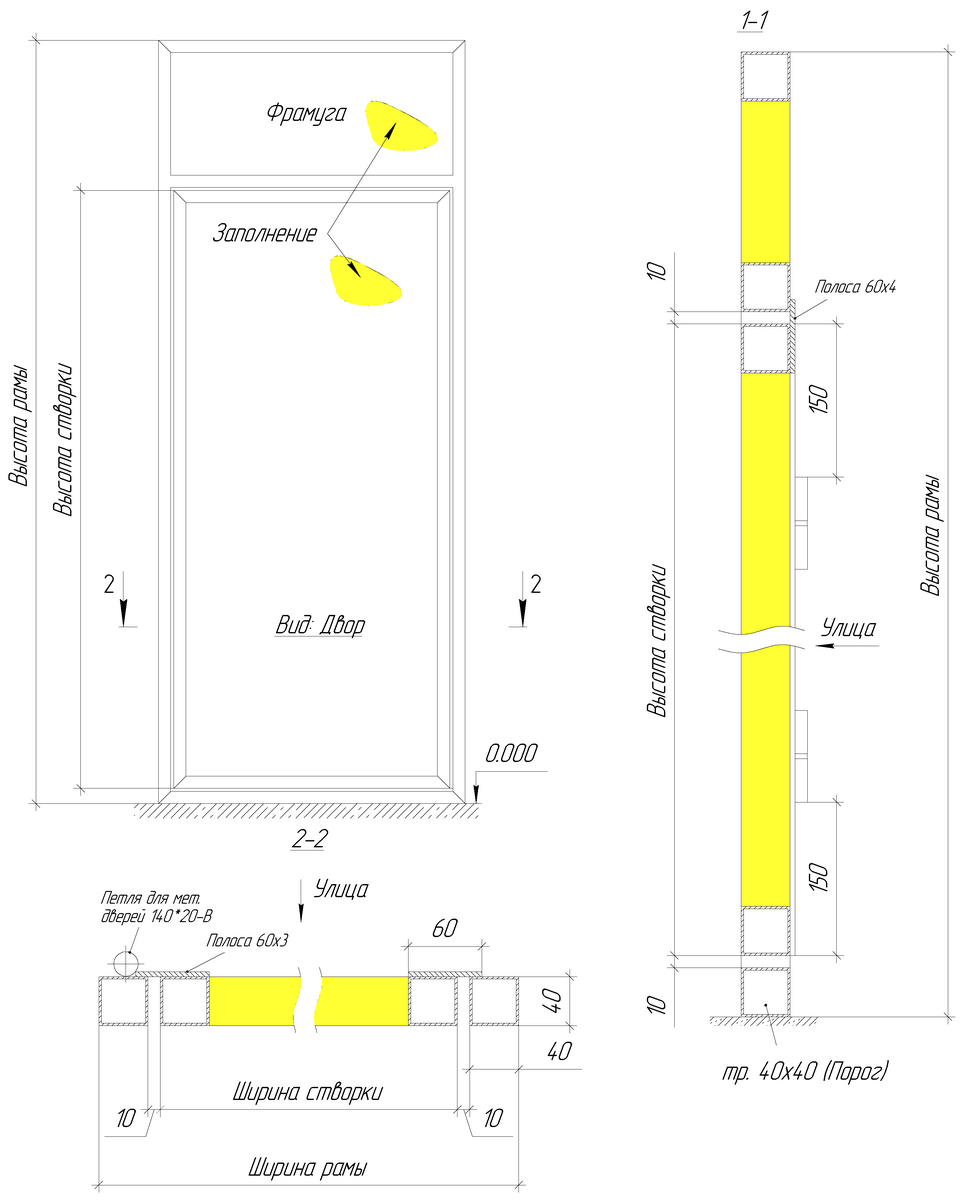 1-1
Фрамуга
Заполнение
Высота рамы
Высота створки
2
2
Вид: Двор
0.000
10
Полоса 60х4
150
Высота створки
Высота рамы
Улица
150
10
тр. 40х40 (Порог)
2-2
Улица
Петля для мет.
дверей 140*20-В
Полоса 60х3
60
40
40
Ширина створки
10
10
Ширина рамы